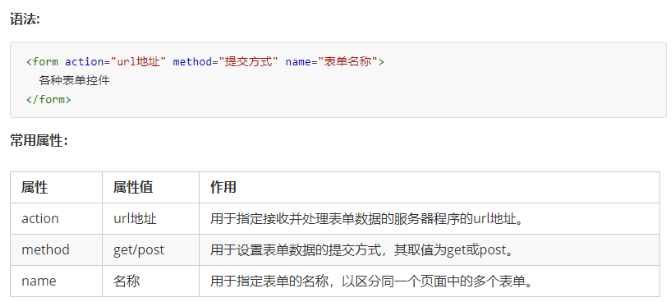 语法：
<form action="url地址" method="提交方式" name="表单名称">
各种表单控件
</form>
常用属性：
属性 属性值 作用
action url地址 用于指定接收并处理表单数据的服务器程序的url地址。
method get/post 用于设置表单数据的提交方式，其取值为get或post。
name 名称 用于指定表单的名称，以区分同一个页面中的多个表单。